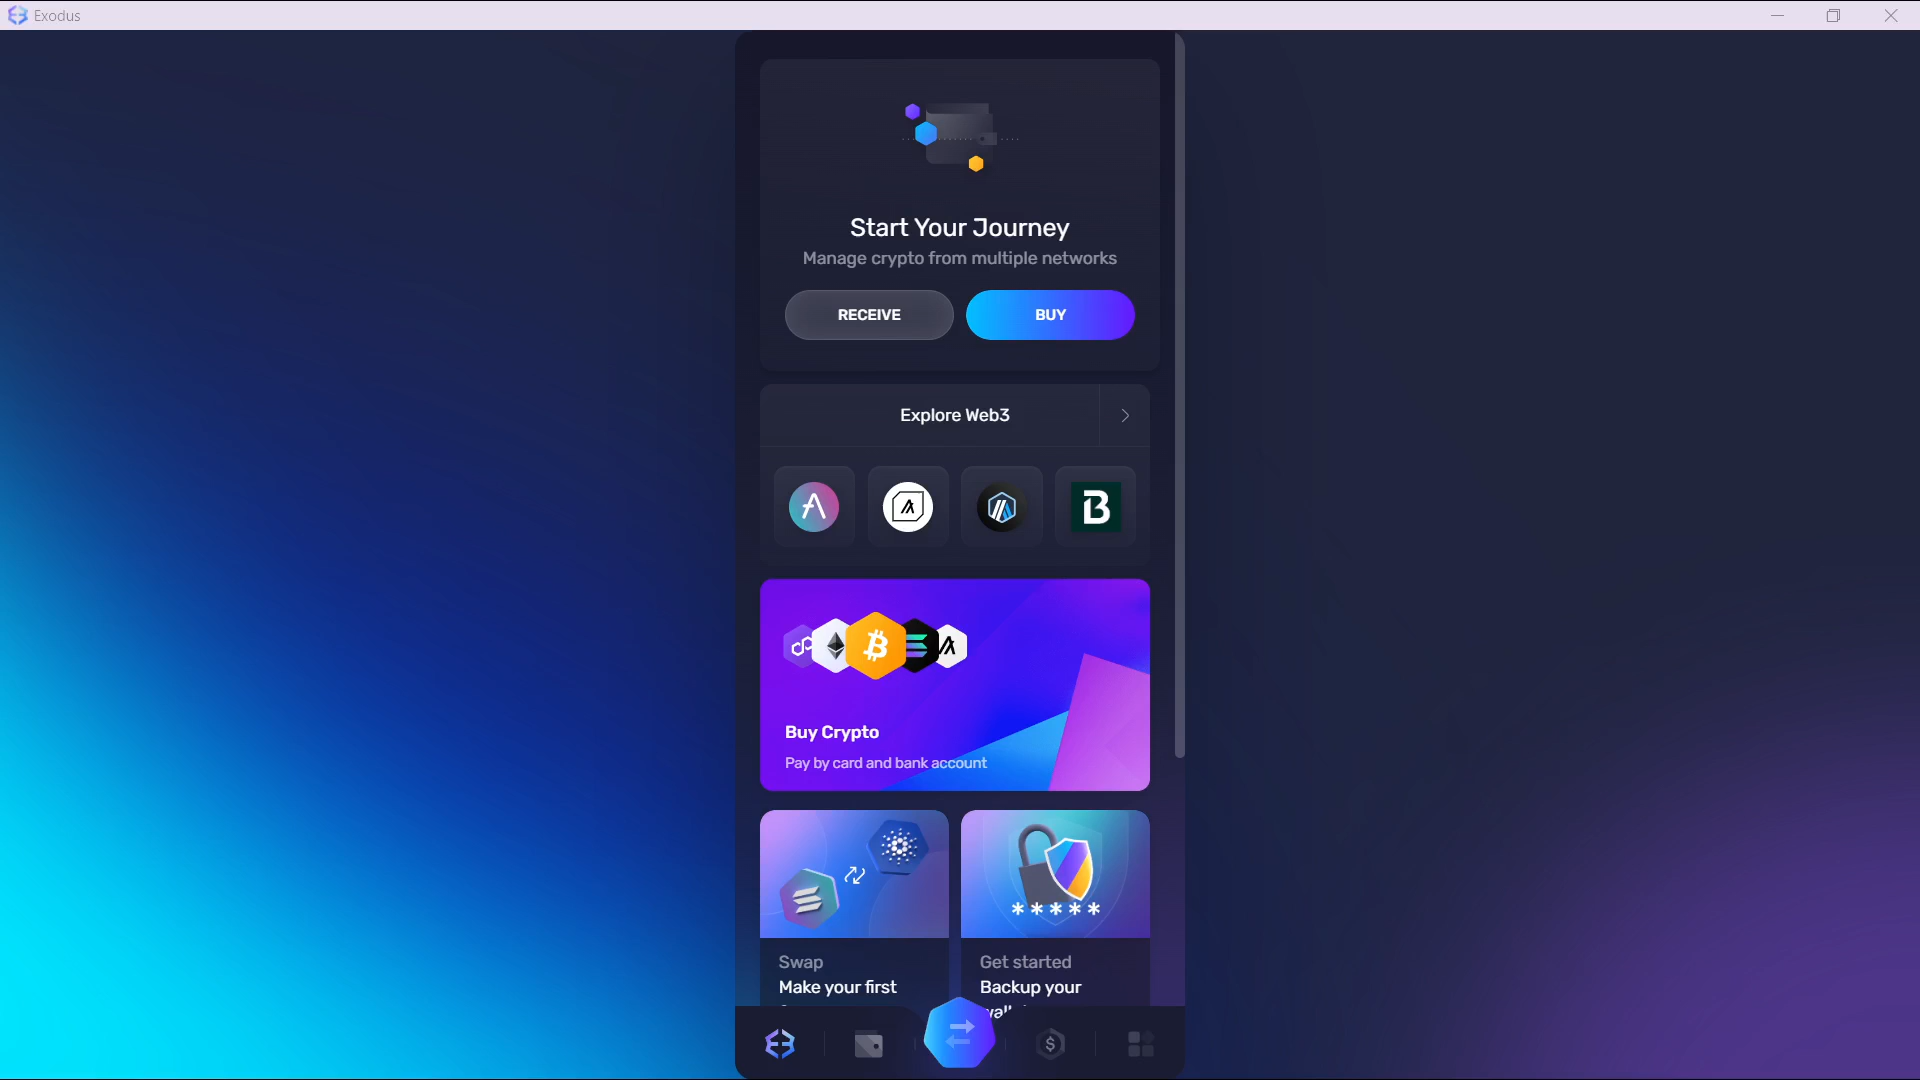 Exodus
Start Your Journey
Manage crypto from multiple networks
RECEIVE
BUY
Explore Web3
Buy Crypto
Pay by card and bank account
Swap
Make your first
Get started
Backup your